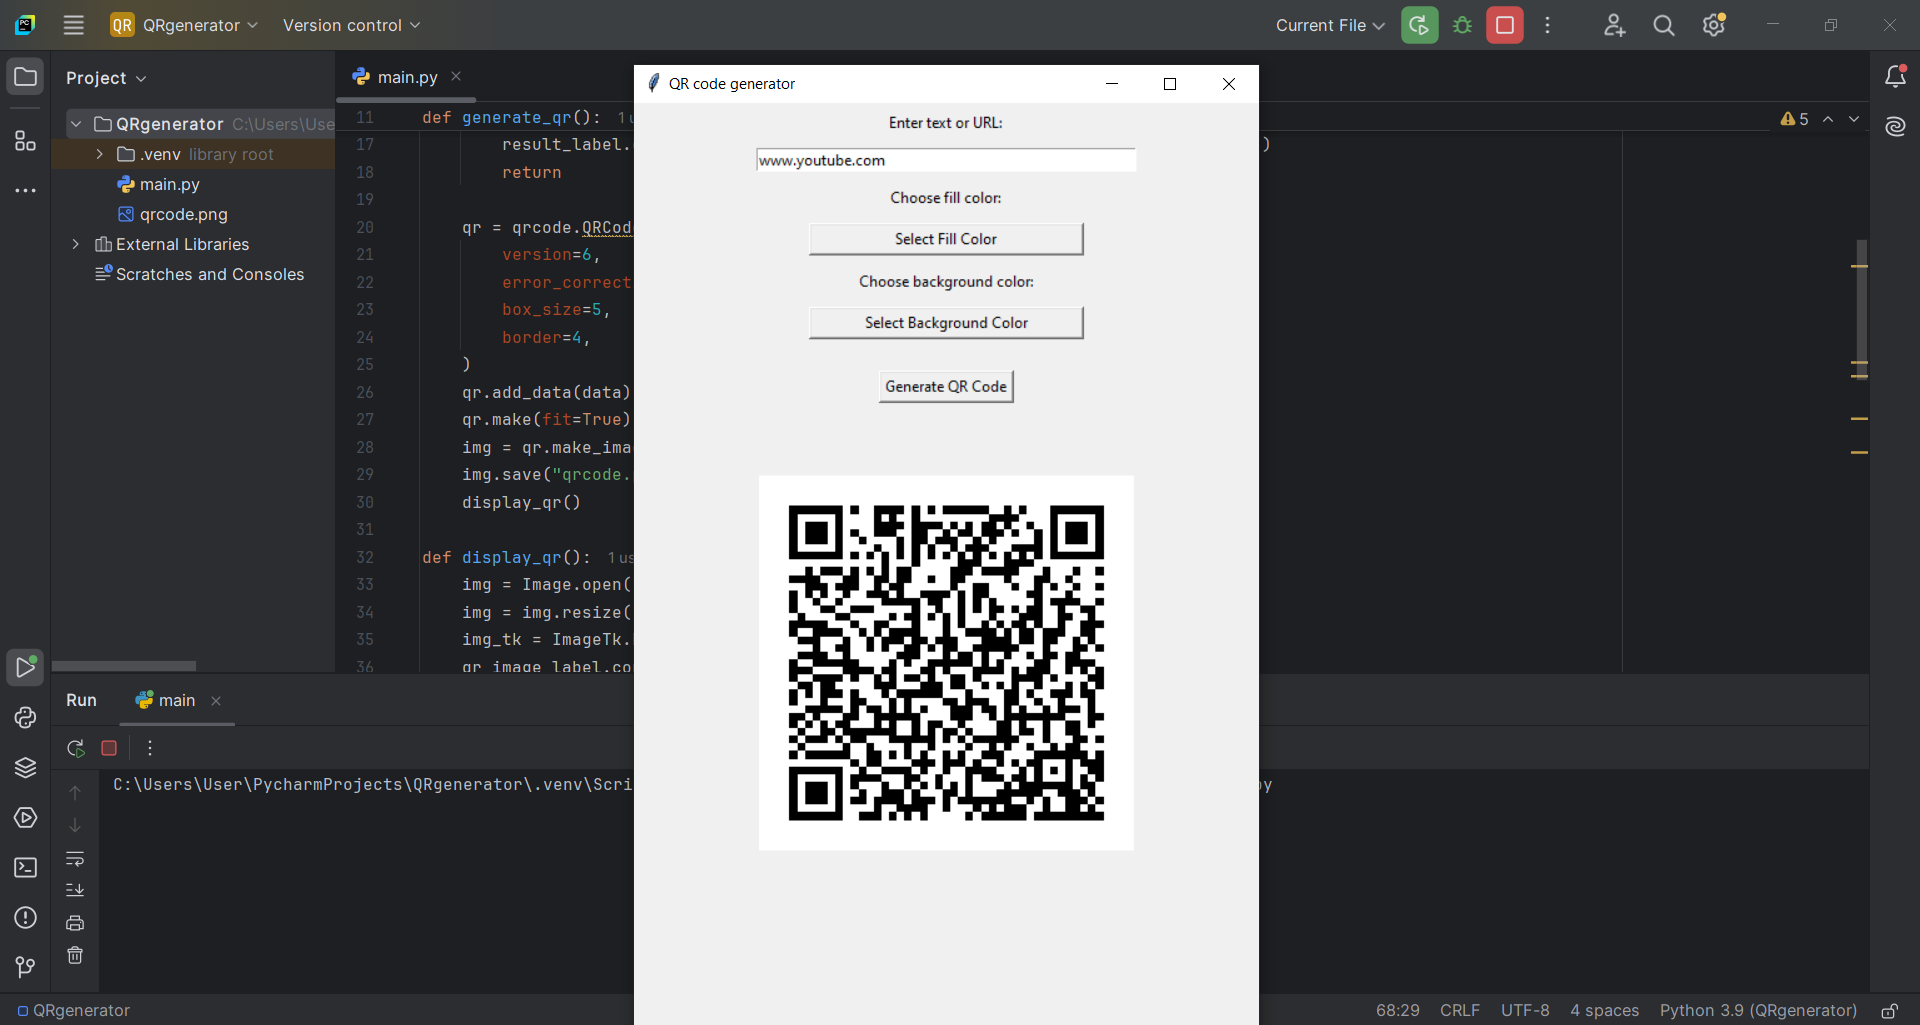 QR QRgenerator Version control Current File
Project
main.py
QRgenerator C:\Users\Use
.venv library root
main.py
qrcode.png
External Libraries
Scratches and Consoles
11 def generate_qr(): 1 u
17 result_label. )
18 return
19
20 qr = qrcode.QRCod
21 version=6,
22 error_correct
23 box_size=5,
24 border=4,
25 )
26 qr.add_data(data)
27 qr.make(fit=True)
28 img = qr.make_ima
29 img.save("qrcode.
30 display_qr()
31
32 def display_qr(): 1 us
33 img = Image.open(
34 img = img.resize(
35 img_tk = ImageTk.
36 qr_image_label.co
5
QR code generator
Enter text or URL:
www.youtube.com
Choose fill color:
Select Fill Color
Choose background color:
Select Background Color
Generate QR Code
Run main
C:\Users\User\PycharmProjects\QRgenerator\.venv\Scri py
QRgenerator
68:29 CRLF UTF-8 4 spaces Python 3.9 (QRgenerator)